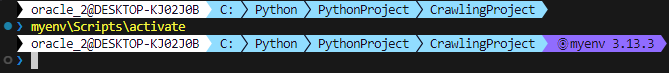 oracle_2@DESKTOP-KJ02J0B C: Python PythonProject CrawlingProject
myenv\Scripts\activate
oracle_2@DESKTOP-KJ02J0B C: Python PythonProject CrawlingProject myenv 3.13.3